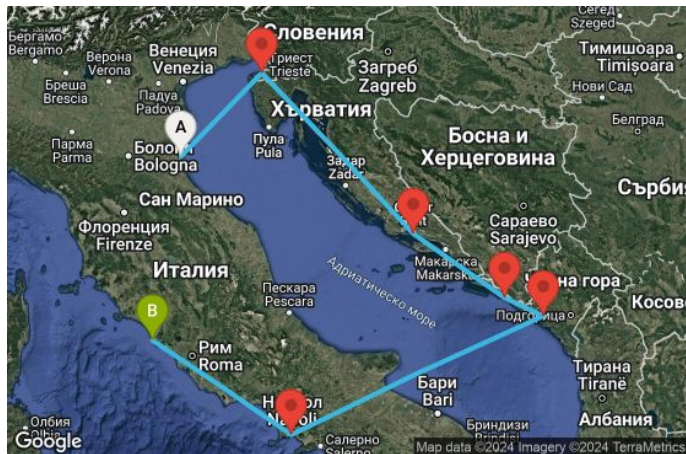 Бергамо
Bergamo
Верона
Verona
Венеция
Venezia
Словения
Триест
Trieste
Загреб
Zagreb
Сегед
Szeged
Тимишоара
Timișoara
Бреша
Brescia
Падуа
Padova
A
Хърватия
Нови Сад
Парма
Parma
Bologna
Пула
Pula
Белград
Босна и
Херцеговина
Задар
Zadar
Сан Марино
Сърбия
Флоренция
Firenze
Сараево
Sarajevo
Италия
Макарска
Makarska
гора
Адриатическо море
Пескара
Pescara
Подгорица
Косово
B
Рим
Roma
Тирана
Tiranë
Бари
Bari
Napoli
Олбия
Olbia
Салерно
Salerno
Бриндизи
Brindisi
Албания
Google
Map data ©2024 Imagery ©2024 TerraMetrics